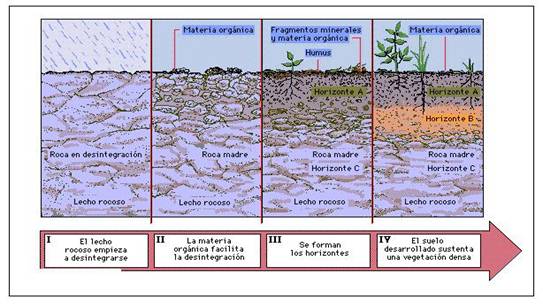 Materia orgánica
Fragmentos minerales
y materia orgánica
Humus
Materia orgánica
Horizonte A
Horizonte A
Horizonte B
Roca en desintegración
Roca madre
Roca madre
Horizonte C
Roca madre
Horizonte C
Lecho rocoso
Lecho rocoso
Lecho rocoso
Lecho rocoso
I El lecho
rocoso empieza
a desintegrarse
II La materia
orgánica facilita
la desintegración
III Se forman
los horizontes
IV El suelo
desarrollado sustenta
una vegetación densa